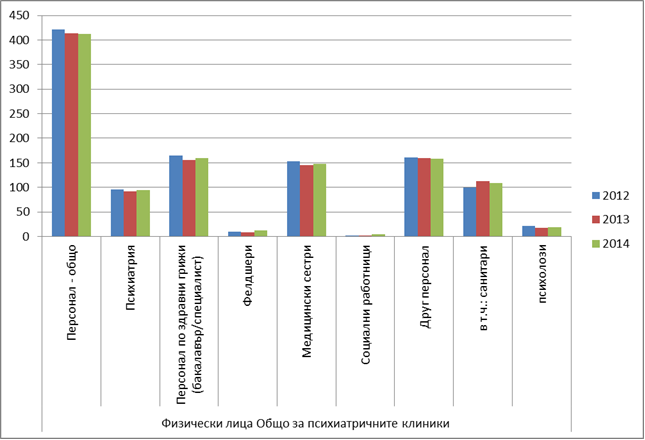 450
400
350
300
250
200
150
100
50
0
2012
2013
2014
Персонал - общо
Психиатрия
Персонал по здравни грижи
(бакалавър/специалист)
Фелдшери
Медицински сестри
Социални работници
Друг персонал
в т.ч.: санитари
психолози
Физически лица Общо за психиатричните клиники